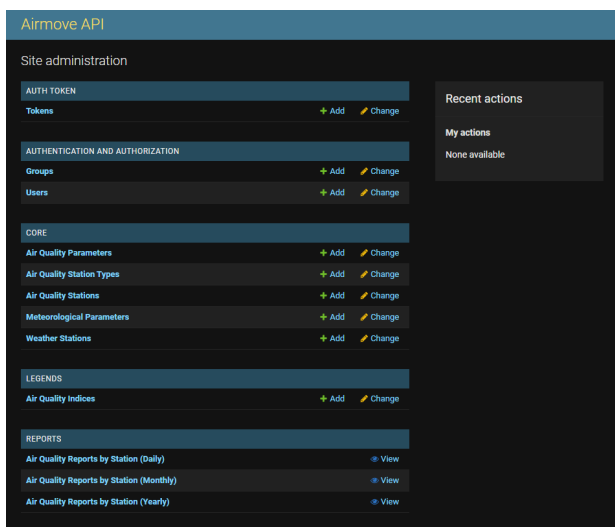 Airmove API
Site administration
AUTH TOKEN
Tokens Add Change
AUTHENTICATION AND AUTHORIZATION
Groups Add Change
Users Add Change
CORE
Air Quality Parameters Add Change
Air Quality Station Types Add Change
Air Quality Stations Add Change
Meteorological Parameters Add Change
Weather Stations Add Change
LEGENDS
Air Quality Indices Add Change
REPORTS
Air Quality Reports by Station (Daily) View
Air Quality Reports by Station (Monthly) View
Air Quality Reports by Station (Yearly) View
Recent actions
My actions
None available